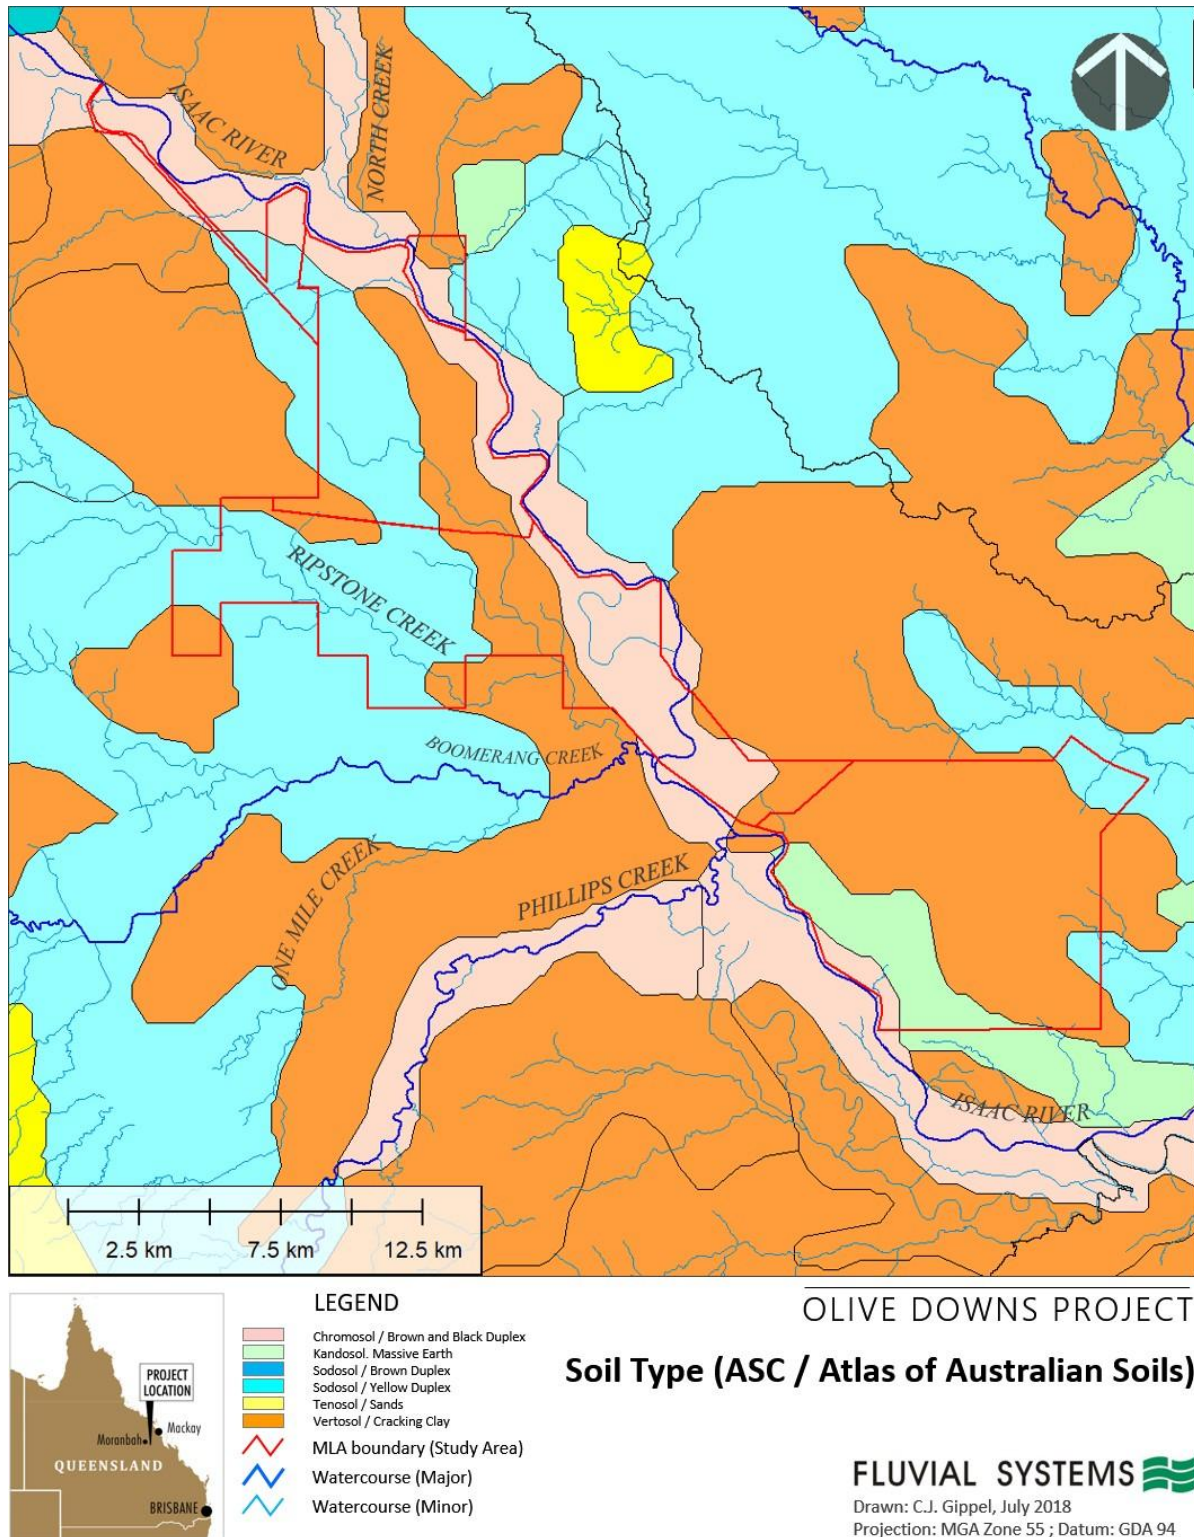 ISAAC RIVER
NORTH CREEK
RIPSTONE CREEK
BOOMERANG CREEK
ONE MILE CREEK
PHILLIPS CREEK
ISAAC RIVER
2.5 km 7.5 km 12.5 km
LEGEND
Chromosol / Brown and Black Duplex
Kandosol. Massive Earth
Sodosol / Brown Duplex
Sodosol / Yellow Duplex
Tenosol / Sands
Vertosol / Cracking Clay
MLA boundary (Study Area)
Watercourse (Major)
Watercourse (Minor)
PROJECT
LOCATION
Mackay
Moranbah
QUEENSLAND
BRISBANE
OLIVE DOWNS PROJECT
Soil Type (ASC / Atlas of Australian Soils)
FLUVIAL SYSTEMS
Drawn: C.J. Gippel, July 2018
Projection: MGA Zone 55 ; Datum: GDA 94